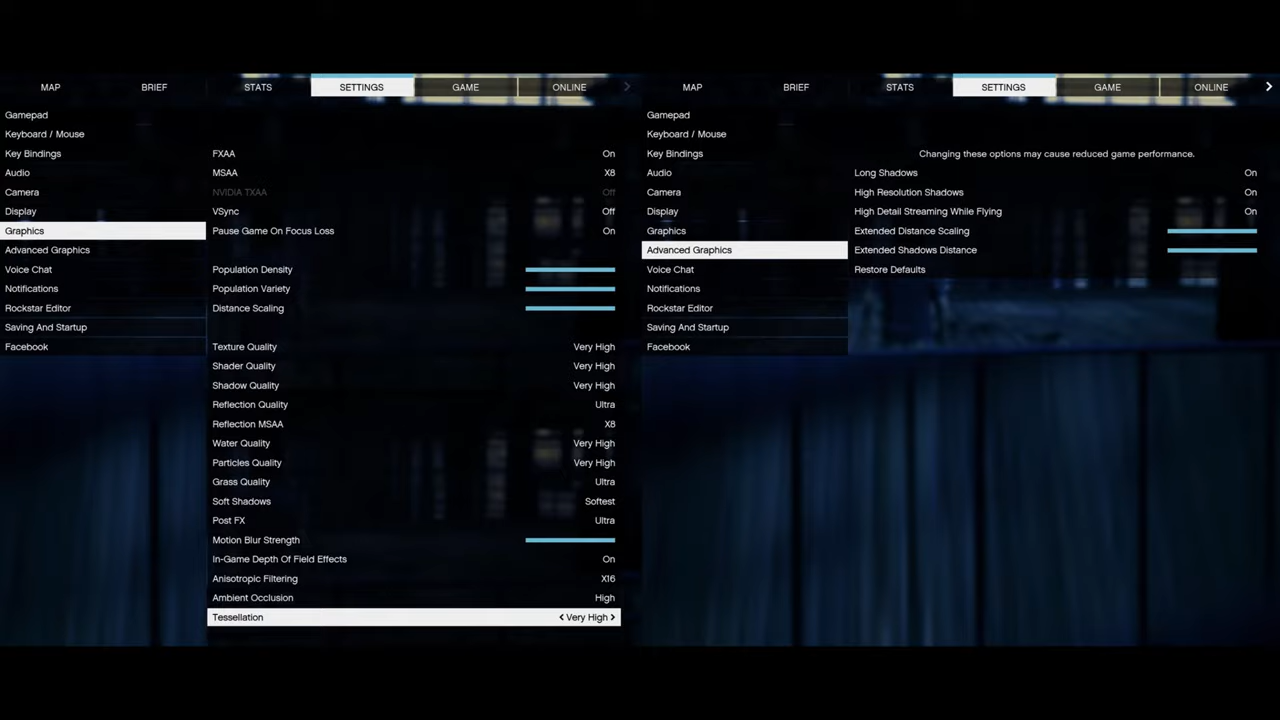 MAP BRIEF STATS SETTINGS GAME ONLINE
Gamepad
Keyboard / Mouse
Key Bindings
Audio
Camera
Display
Graphics
Advanced Graphics
Voice Chat
Notifications
Rockstar Editor
Saving And Startup
Facebook
FXAA On
MSAA X8
NVIDIA TXAA Off
VSync Off
Pause Game On Focus Loss On
Population Density
Population Variety
Distance Scaling
Texture Quality Very High
Shader Quality Very High
Shadow Quality Very High
Reflection Quality Ultra
Reflection MSAA X8
Water Quality Very High
Particles Quality Very High
Grass Quality Ultra
Soft Shadows Softest
Post FX Ultra
Motion Blur Strength
In-Game Depth Of Field Effects On
Anisotropic Filtering X16
Ambient Occlusion High
Tessellation < Very High >
MAP BRIEF STATS SETTINGS GAME ONLINE
Gamepad
Keyboard / Mouse
Key Bindings
Audio
Camera
Display
Graphics
Advanced Graphics
Voice Chat
Notifications
Rockstar Editor
Saving And Startup
Facebook
Changing these options may cause reduced game performance.
Long Shadows On
High Resolution Shadows On
High Detail Streaming While Flying On
Extended Distance Scaling
Extended Shadows Distance
Restore Defaults